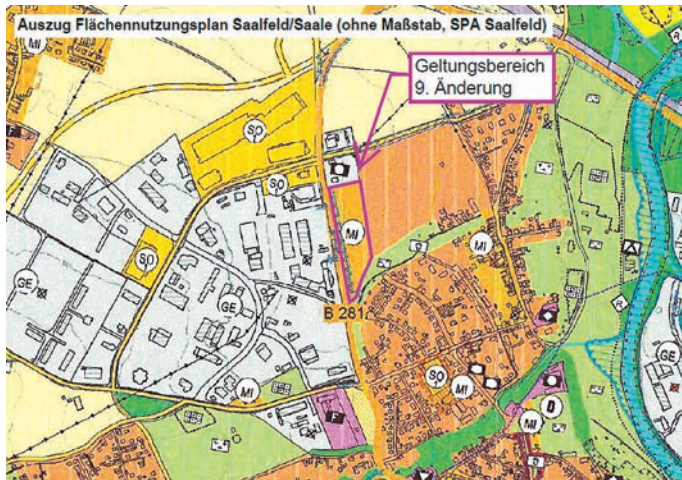 Auszug Flächennutzungsplan Saalfeld/Saale (ohne Maßstab, SPA Saalfeld)
MI
Geltungsbereich
9. Änderung
SO
SO
F
MI
MI
SO
GE
GE
B 281
GE
MI
SO
MI
F
MI